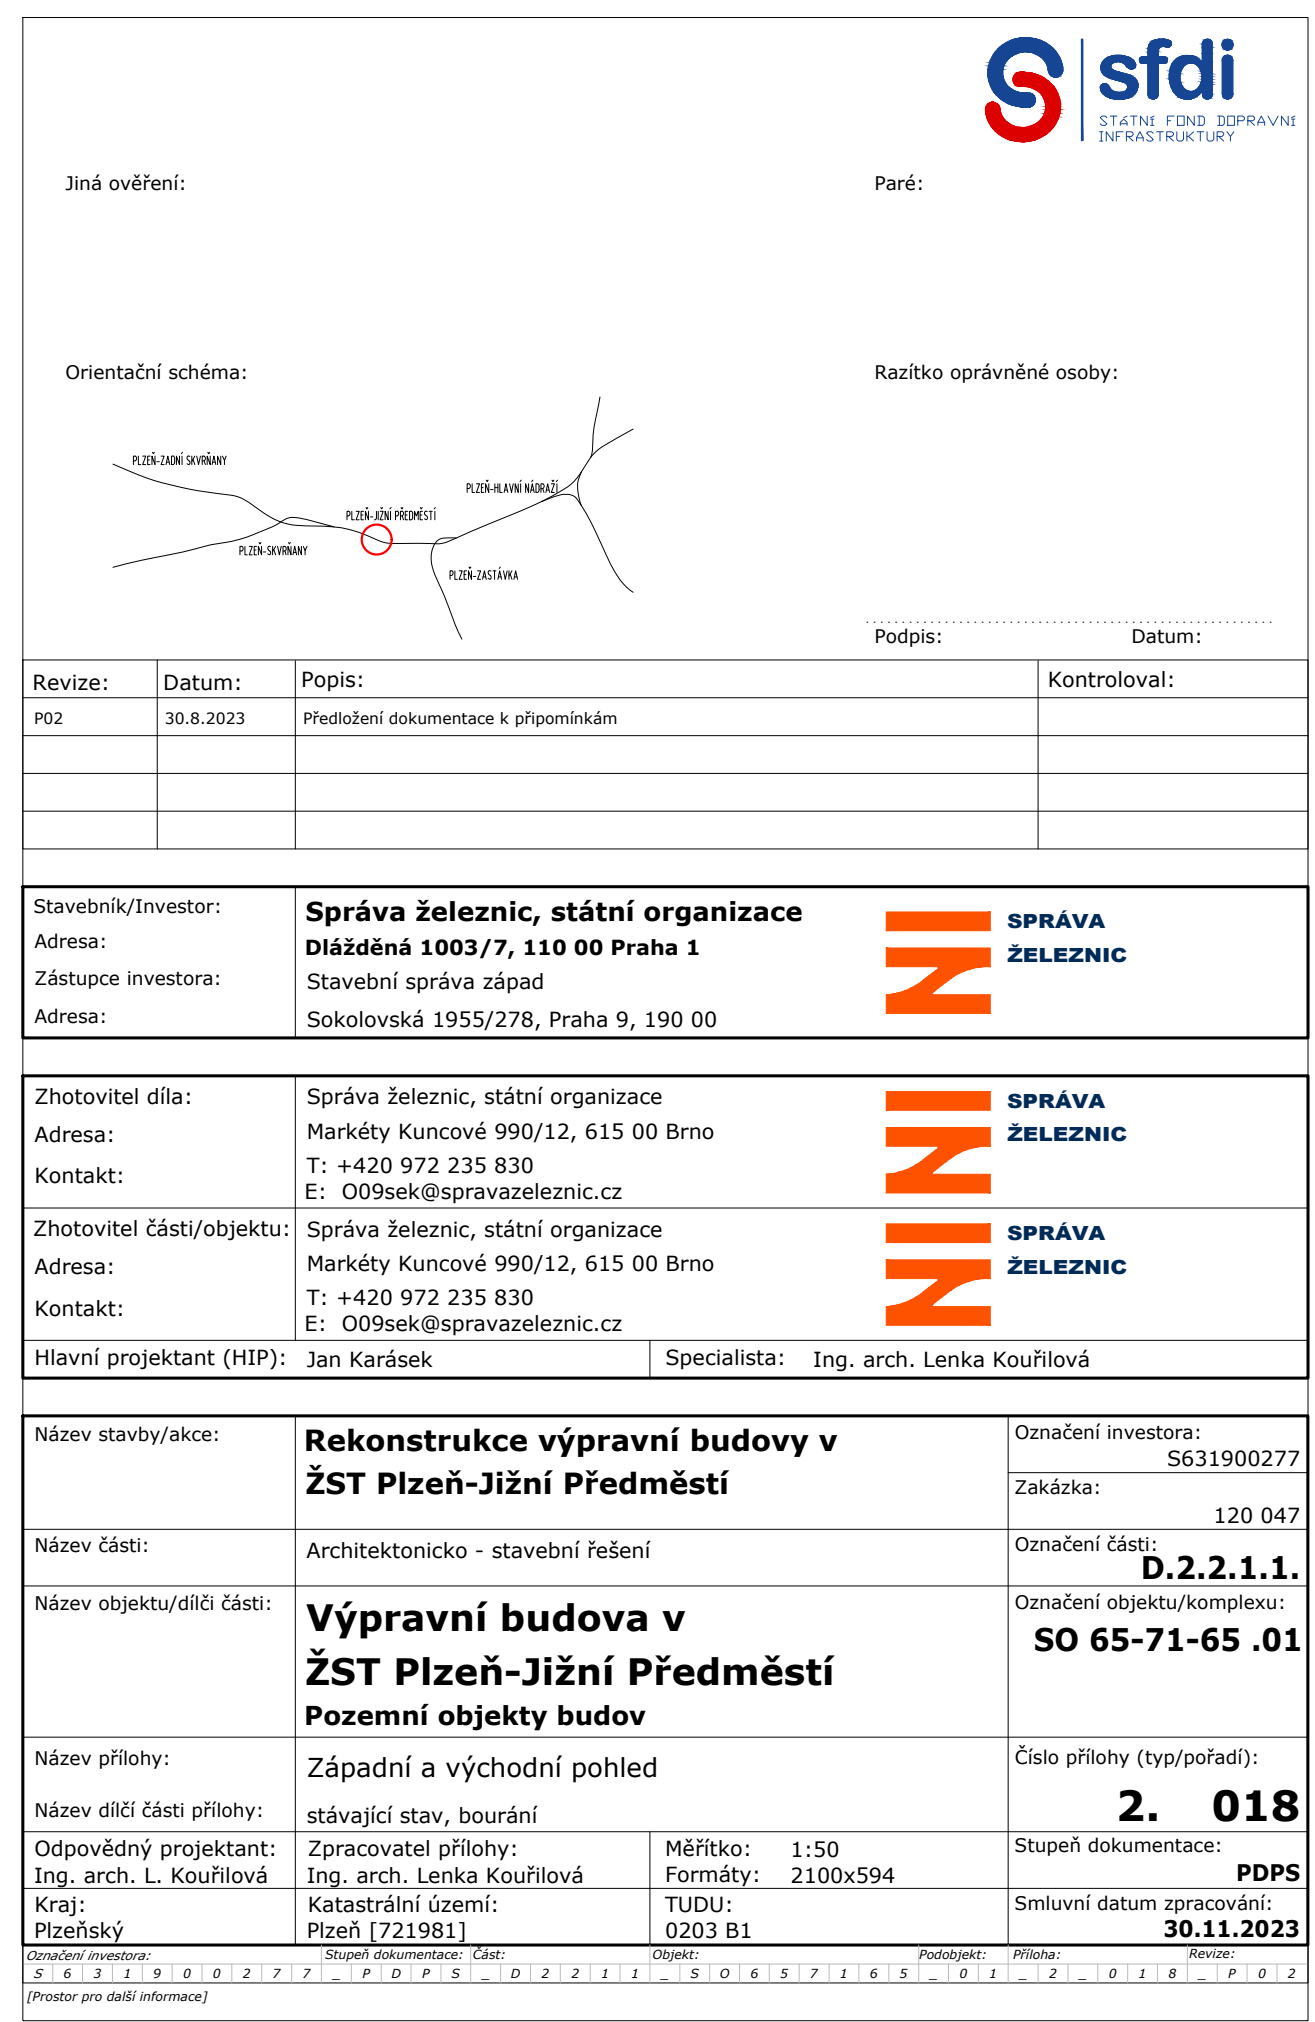 sfdi
STÁTNÍ FOND DOPRAVNÍ
INFRASTRUKTURY
Jiná ověření:
Paré:
Orientační schéma:
Razítko oprávněné osoby:
PLZEŇ-ZADNÍ SKVRŇANY
PLZEŇ-HLAVNÍ NÁDRAŽÍ
PLZEŇ-JIŽNÍ PŘEDMĚSTÍ
PLZEŇ-SKVRŇANY
PLZEŇ-ZASTÁVKA
Podpis: Datum:
Revize: Datum: Popis: Kontroloval:
P02 30.8.2023 Předložení dokumentace k připomínkám
Stavebník/Investor: Správa železnic, státní organizace
Adresa: Dlážděná 1003/7, 110 00 Praha 1
Zástupce investora: Stavební správa západ
Adresa: Sokolovská 1955/278, Praha 9, 190 00
SPRÁVA
ŽELEZNIC
Zhotovitel díla: Správa železnic, státní organizace
Adresa: Markéty Kuncové 990/12, 615 00 Brno
Kontakt: T: +420 972 235 830
E: O09sek@spravazeleznic.cz
SPRÁVA
ŽELEZNIC
Zhotovitel části/objektu: Správa železnic, státní organizace
Adresa: Markéty Kuncové 990/12, 615 00 Brno
Kontakt: T: +420 972 235 830
E: O09sek@spravazeleznic.cz
SPRÁVA
ŽELEZNIC
Hlavní projektant (HIP): Jan Karásek Specialista: Ing. arch. Lenka Kouřilová
Název stavby/akce: Rekonstrukce výpravní budovy v
ŽST Plzeň-Jižní Předměstí
Označení investora:
S631900277
Zakázka:
120 047
Název části: Architektonicko - stavební řešení
Označení části:
D.2.2.1.1.
Název objektu/dílči části: Výpravní budova v
ŽST Plzeň-Jižní Předměstí
Pozemní objekty budov
Označení objektu/komplexu:
SO 65-71-65 .01
Název přílohy: Západní a východní pohled
Název dílčí části přílohy: stávající stav, bourání
Číslo přílohy (typ/pořadí):
2. 018
Odpovědný projektant: Zpracovatel přílohy: Měřítko: 1:50
Ing. arch. L. Kouřilová Ing. arch. Lenka Kouřilová Formáty: 2100x594
Stupeň dokumentace:
PDPS
Kraj: Katastrální území: TUDU:
Plzeňský Plzeň [721981] 0203 B1
Smluvní datum zpracování:
30.11.2023
Označení investora: Stupeň dokumentace: Část: Objekt: Podobjekt: Příloha: Revize:
S 6 3 1 9 0 0 2 7 7 _ P D P S _ D 2 2 1 1 _ S O 6 5 7 1 6 5 _ 0 1 _ 2 _ 0 1 8 _ P 0 2
[Prostor pro další informace]